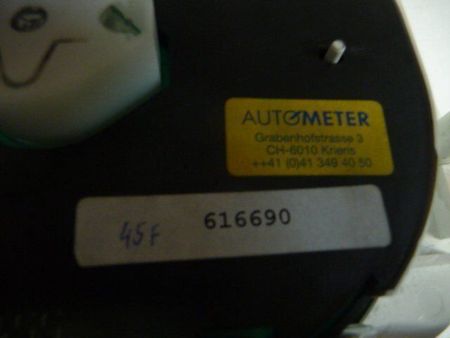 AUTOMETER
Grabenhofstrasse 3
CH-6010 Kriens
++41 (0)41 349 40 50
45F 616690